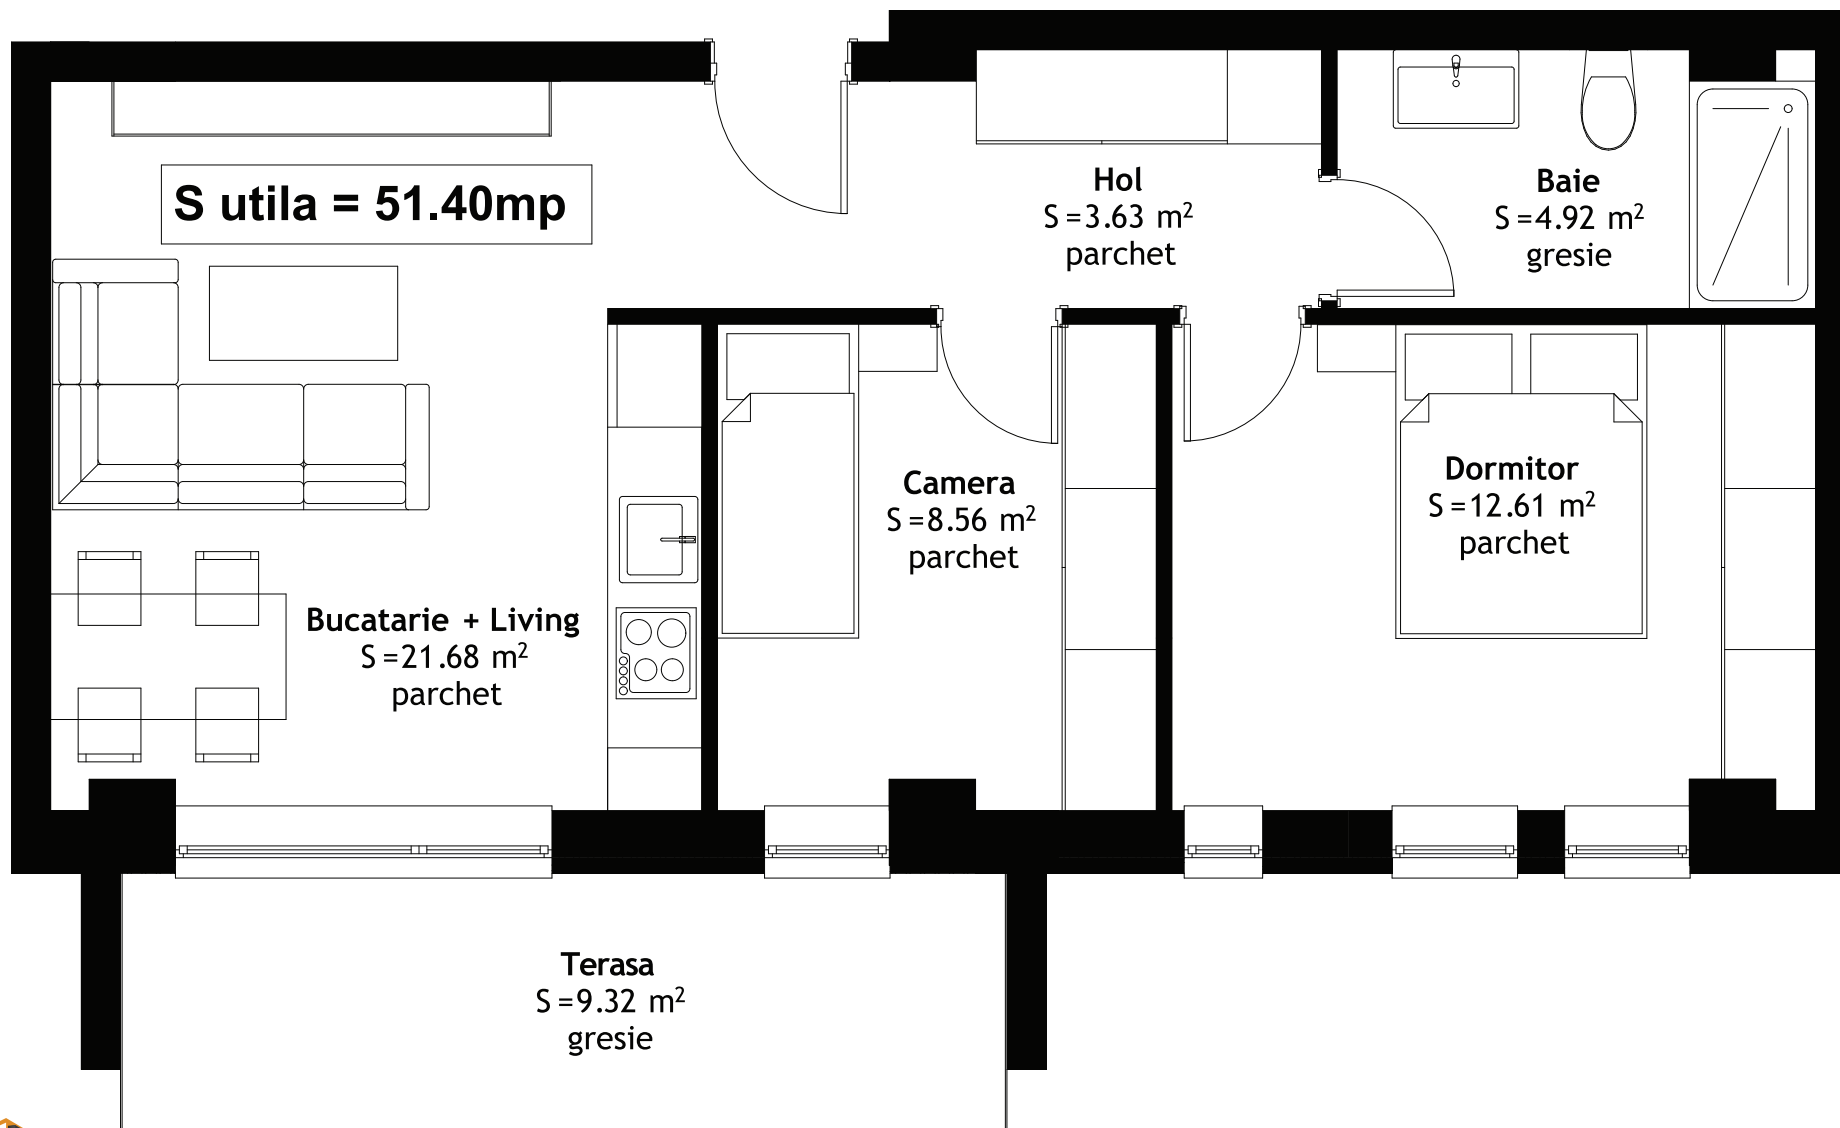 S utila = 51.40mp
Hol
S=3.63 m²
parchet
Baie
S=4.92 m²
gresie
Camera
S=8.56 m²
parchet
Dormitor
S=12.61 m²
parchet
Bucatarie + Living
S=21.68 m²
parchet
Terasa
S=9.32 m²
gresie